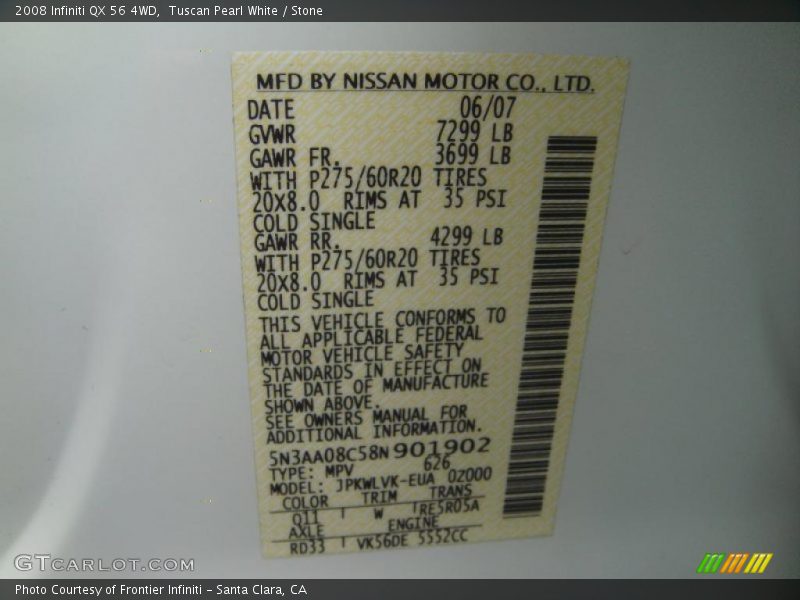 2008 Infiniti QX 56 4WD,  Tuscan Pearl White / Stone
MFD BY NISSAN MOTOR CO., LTD.
DATE 06/07
GVWR 7299 LB
GAWR FR. 3699 LB
WITH P275/60R20 TIRES
20X8.0 RIMS AT 35 PSI
COLD SINGLE
GAWR RR. 4299 LB
WITH P275/60R20 TIRES
20X8.0 RIMS AT 35 PSI
COLD SINGLE
THIS VEHICLE CONFORMS TO
ALL APPLICABLE FEDERAL
MOTOR VEHICLE SAFETY
STANDARDS IN EFFECT ON
THE DATE OF MANUFACTURE
SHOWN ABOVE.
SEE OWNERS MANUAL FOR
ADDITIONAL INFORMATION.
5N3AA08C58N901902
TYPE: MPV 626
MODEL: JPKWLVK-EUA 0Z000
COLOR TRIM TRANS
Q11 W RE5R05A
AXLE ENGINE
RD33 VK56DE 5552CC
GTCARLOT.COM
Photo Courtesy of Frontier Infiniti - Santa Clara, CA